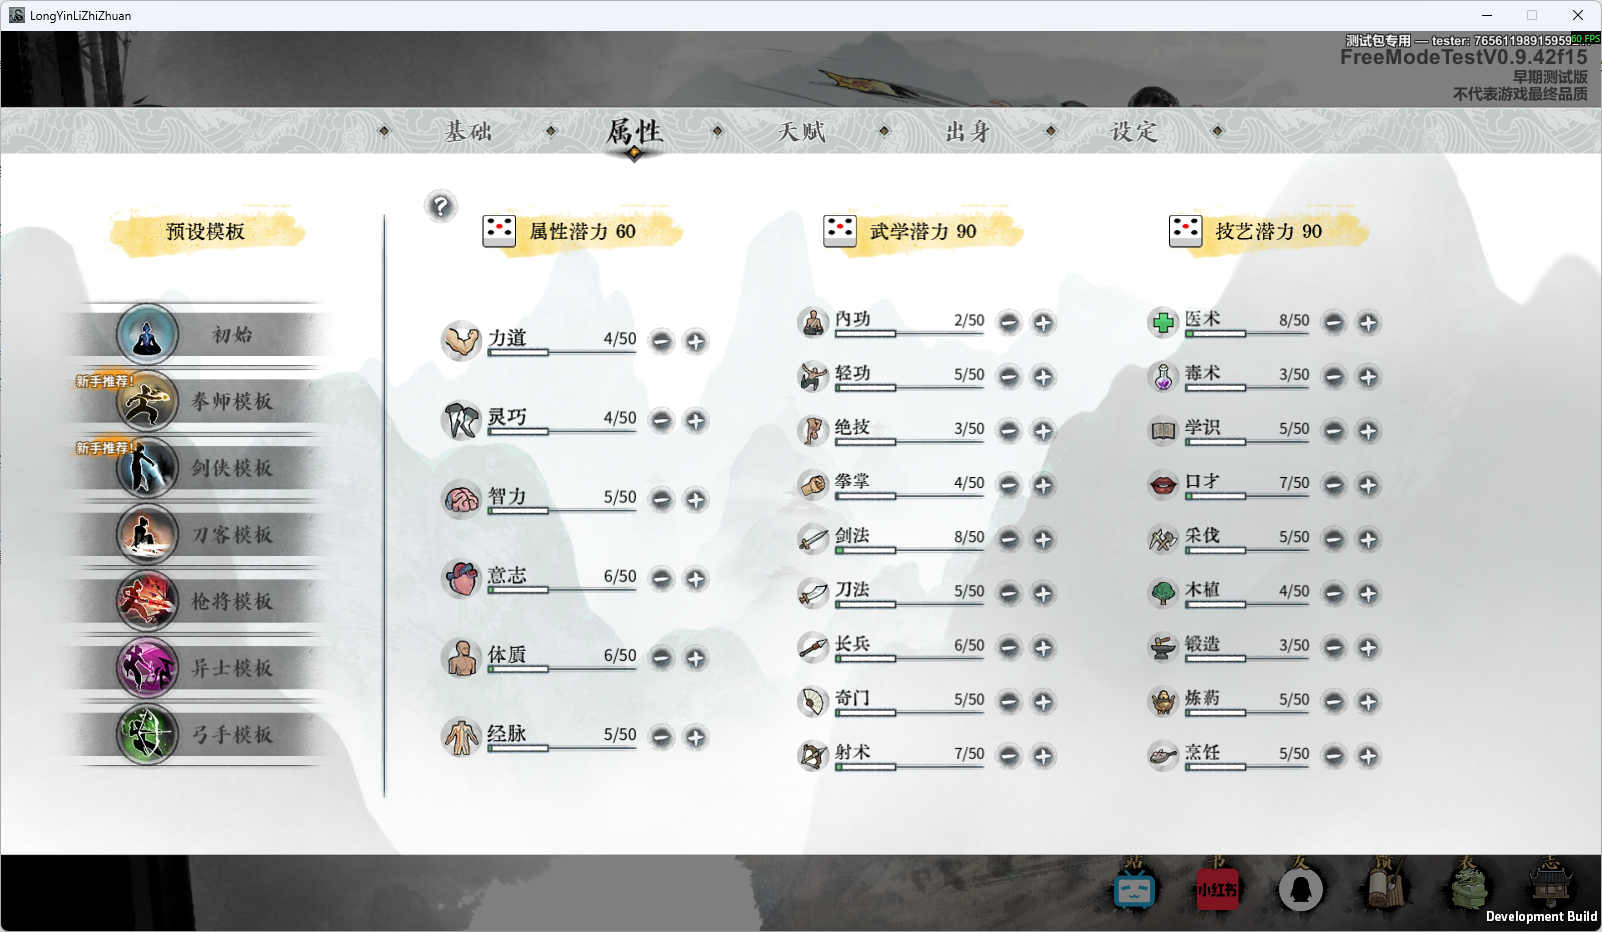 LongYinLiZhiZhuan
测试包专用 — tester: 76561198915959
60 FPS
FreeModeTestV0.9.42f15
早期测试版
不代表游戏最终品质
基础 属性 天赋 出身 设定
预设模板
初始
新手推荐!
拳师模板
新手推荐!
剑侠模板
刀客模板
枪将模板
异士模板
弓手模板
?
属性潜力 60
力道 4/50
灵巧 4/50
智力 5/50
意志 6/50
体质 6/50
经脉 5/50
武学潜力 90
内功 2/50
轻功 5/50
绝技 3/50
拳掌 4/50
剑法 8/50
刀法 5/50
长兵 6/50
奇门 5/50
射术 7/50
技艺潜力 90
医术 8/50
毒术 3/50
学识 5/50
口才 7/50
采伐 5/50
木植 4/50
锻造 3/50
炼药 5/50
烹饪 5/50
小红书
Development Build